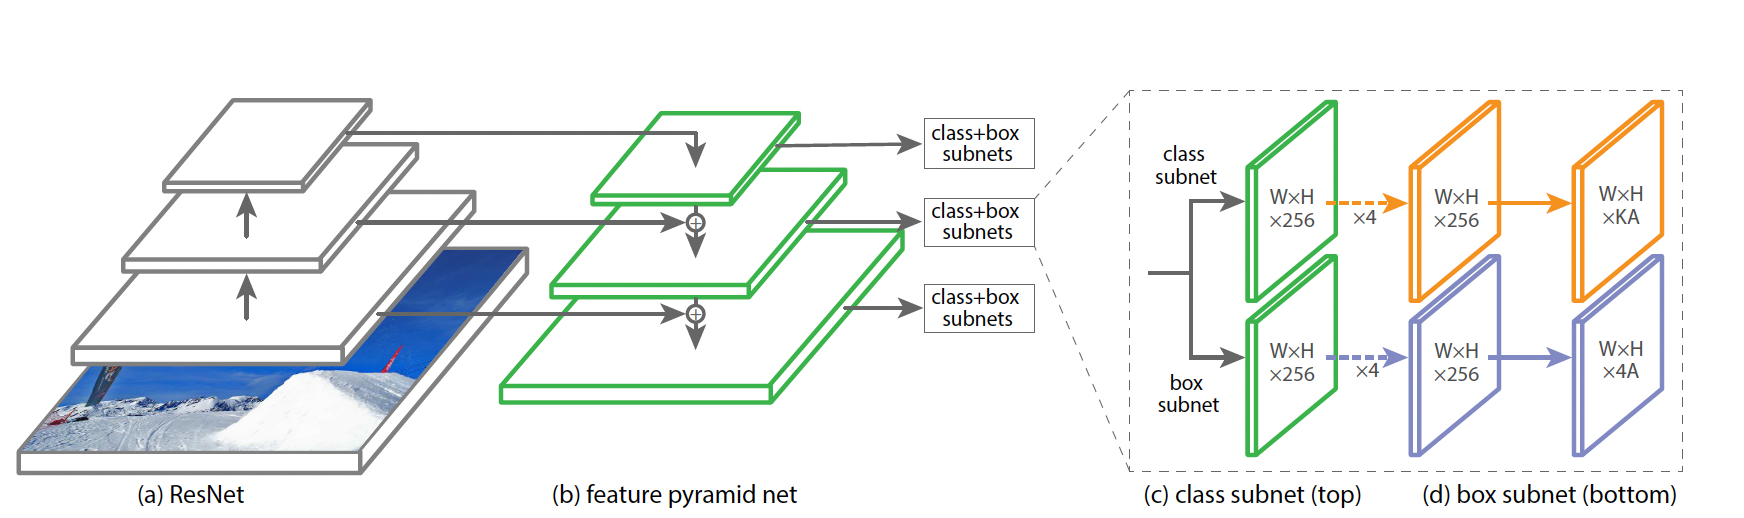 class+box
subnets
class+box
subnets
class+box
subnets
class
subnet
W×H
×256
×4
W×H
×256
W×H
×KA
box
subnet
W×H
×256
×4
W×H
×256
W×H
×4A
(a) ResNet
(b) feature pyramid net
(c) class subnet (top)
(d) box subnet (bottom)